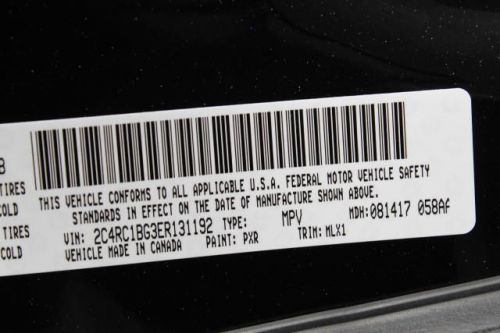 8
TIRES
COLD
TIRES
COLD
THIS VEHICLE CONFORMS TO ALL APPLICABLE U.S.A. FEDERAL MOTOR VEHICLE SAFETY
STANDARDS IN EFFECT ON THE DATE OF MANUFACTURE SHOWN ABOVE.
VIN: 2C4RC1BG3ER131192 TYPE: MPV MDH:081417 058AF
VEHICLE MADE IN CANADA PAINT: PXR TRIM: MLX1